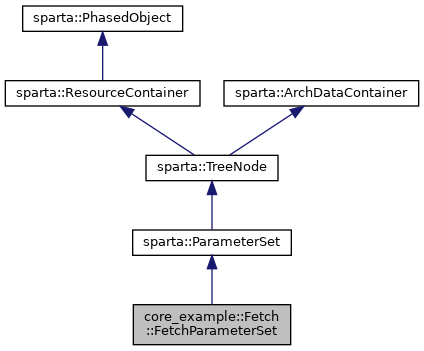 sparta::PhasedObject
sparta::ResourceContainer
sparta::ArchDataContainer
sparta::TreeNode
sparta::ParameterSet
core_example::Fetch
::FetchParameterSet